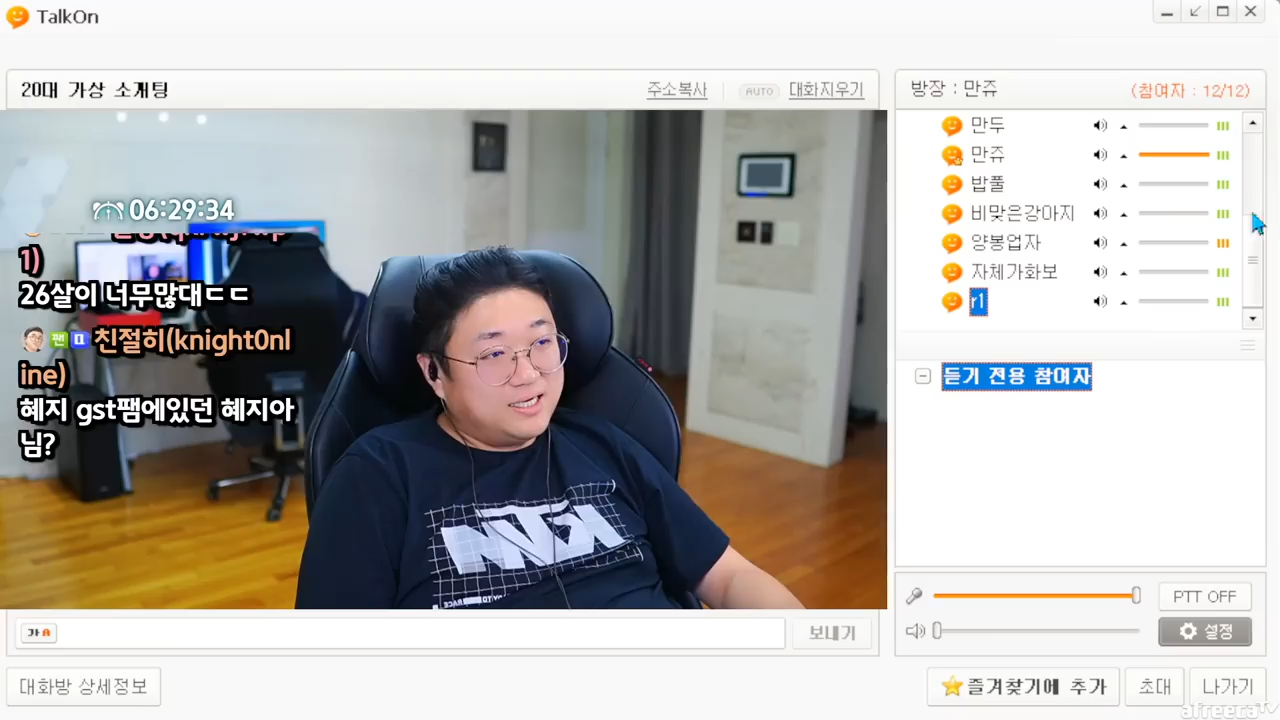 TalkOn
20대 가상 소개팅
주소복사
AUTO
대화지우기
방장 : 만쥬
(참여자 : 12/12)
만두
만쥬
밥풀
비맞은강아지
양봉업자
자체가화보
r1
듣기 전용 참여자
06:29:34
1)
26살이 너무많대ㄷㄷ
팬
친절히(knight0nl
ine)
혜지 gst팸에있던 혜지아
님?
가
보내기
PTT OFF
설정
대화방 상세정보
즐겨찾기에 추가
초대
나가기
afreecaTV